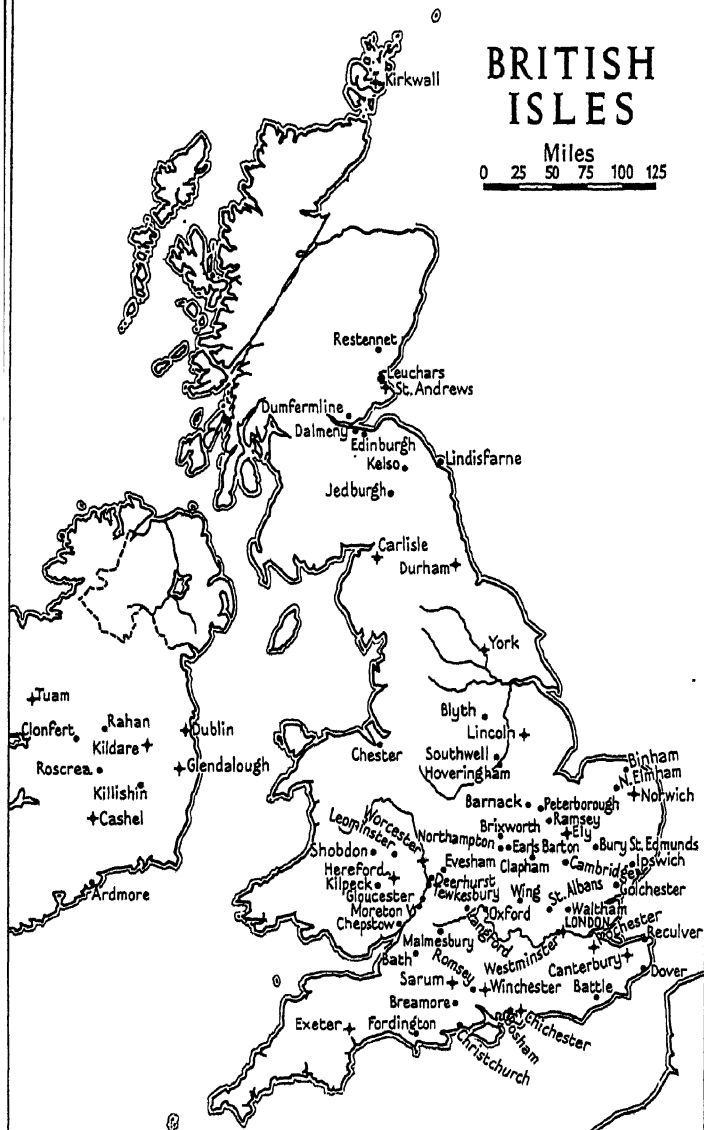 BRITISH
ISLES
Miles
0 25 50 75 100 125
Kirkwall
Restennet
Leuchars
St. Andrews
Dumfermline
Dalmeny
Edinburgh
Kelso
Lindisfarne
Jedburgh
Carlisle
Durham
York
Tuam
Clonfert
Rahan
Dublin
Kildare
Roscrea
Glendalough
Killishin
Cashel
Ardmore
Blyth
Lincoln
Chester
Southwell
Hoveringham
Binham
N. Elmham
Norwich
Barnack
Peterborough
Ramsey
Brixworth
Ely
Northampton
Earls Barton
Bury St. Edmunds
Worcester
Leominster
Shobdon
Evesham
Clapham
Cambridge
Ipswich
Hereford
Kilpeck
Deerhurst
Tewkesbury
Gloucester
Wing
St. Albans
Colchester
Moreton V.
Oxford
Waltham
Chepstow
Langford
LONDON
Rochester
Reculver
Malmesbury
Westminster
Bath
Canterbury
Dover
Romsey
Sarum
Winchester
Battle
Breamore
Exeter
Fordington
Christchurch
Bosham
Chichester